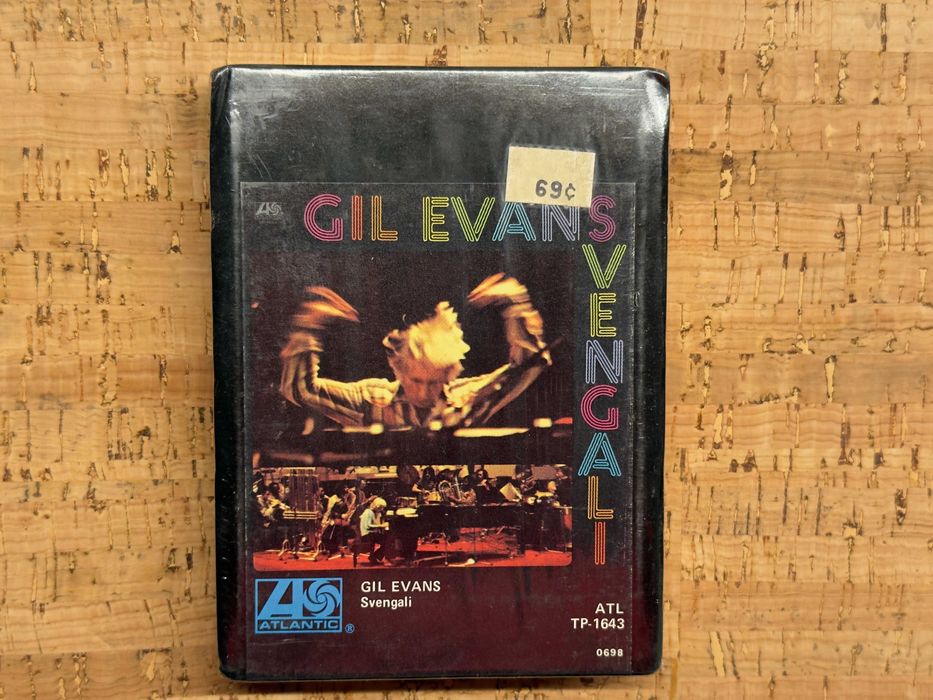 69¢
GIL EVANS
SVENGALI
ATLANTIC ®
GIL EVANS
Svengali
ATL
TP-1643
0698